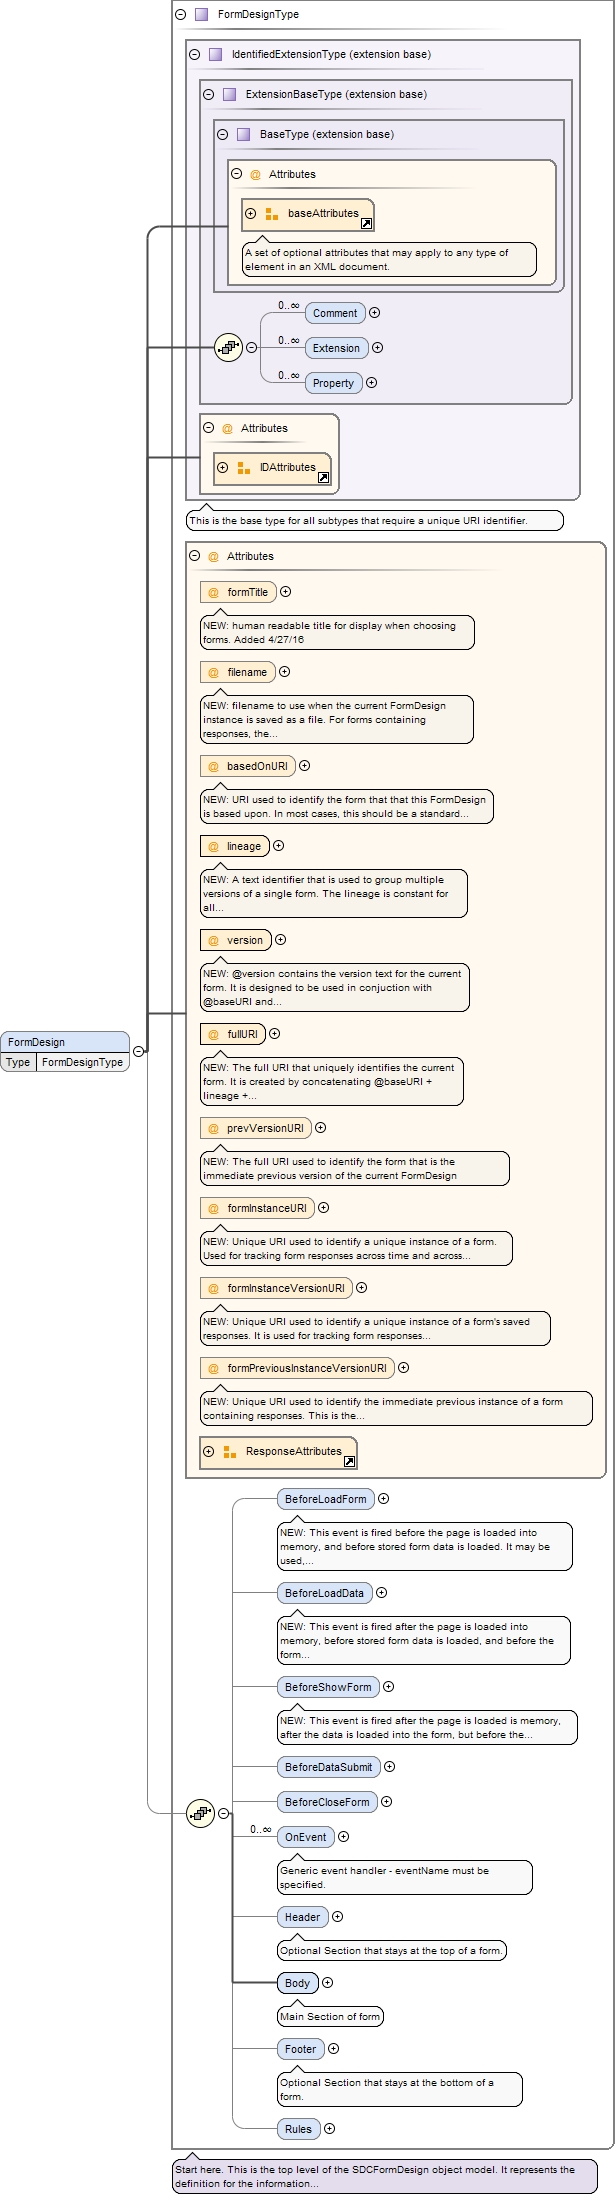 FormDesignType
IdentifiedExtensionType (extension base)
ExtensionBaseType (extension base)
BaseType (extension base)
@ Attributes
baseAttributes
A set of optional attributes that may apply to any type of
element in an XML document.
0..∞
Comment
0..∞
Extension
0..∞
Property
@ Attributes
IDAttributes
This is the base type for all subtypes that require a unique URI identifier.
@ Attributes
@ formTitle
NEW: human readable title for display when choosing
forms. Added 4/27/16
@ filename
NEW: filename to use when the current FormDesign
instance is saved as a file. For forms containing
responses, the...
@ basedOnURI
NEW: URI used to identify the form that that this FormDesign
is based upon. In most cases, this should be a standard...
@ lineage
NEW: A text identifier that is used to group multiple
versions of a single form. The lineage is constant for
all...
@ version
NEW: @version contains the version text for the current
form. It is designed to be used in conjuction with
@baseURI and...
@ fullURI
NEW: The full URI that uniquely identifies the current
form. It is created by concatenating @baseURI +
lineage +...
FormDesign
Type FormDesignType
@ prevVersionURI
NEW: The full URI used to identify the form that is the
immediate previous version of the current FormDesign
@ formInstanceURI
NEW: Unique URI used to identify a unique instance of a form.
Used for tracking form responses across time and across...
@ formInstanceVersionURI
NEW: Unique URI used to identify a unique instance of a form's saved
responses. It is used for tracking form responses...
@ formPreviousInstanceVersionURI
NEW: Unique URI used to identify the immediate previous instance of a form
containing responses. This is the...
ResponseAttributes
BeforeLoadForm
NEW: This event is fired before the page is loaded into
memory, and before stored form data is loaded. It may be
used,...
BeforeLoadData
NEW: This event is fired after the page is loaded into
memory, before stored form data is loaded, and before the
form...
BeforeShowForm
NEW: This event is fired after the page is loaded is memory,
after the data is loaded into the form, but before the...
BeforeDataSubmit
BeforeCloseForm
0..∞
OnEvent
Generic event handler - eventName must be
specified.
Header
Optional Section that stays at the top of a form.
Body
Main Section of form
Footer
Optional Section that stays at the bottom of a
form.
Rules
Start here. This is the top level of the SDCFormDesign object model. It represents the
definition for the information...